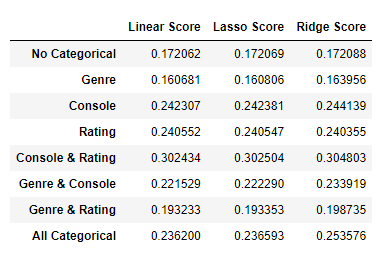 Linear Score Lasso Score Ridge Score
No Categorical 0.172062 0.172069 0.172088
Genre 0.160681 0.160806 0.163956
Console 0.242307 0.242381 0.244139
Rating 0.240552 0.240547 0.240355
Console & Rating 0.302434 0.302504 0.304803
Genre & Console 0.221529 0.222290 0.233919
Genre & Rating 0.193233 0.193353 0.198735
All Categorical 0.236200 0.236593 0.253576